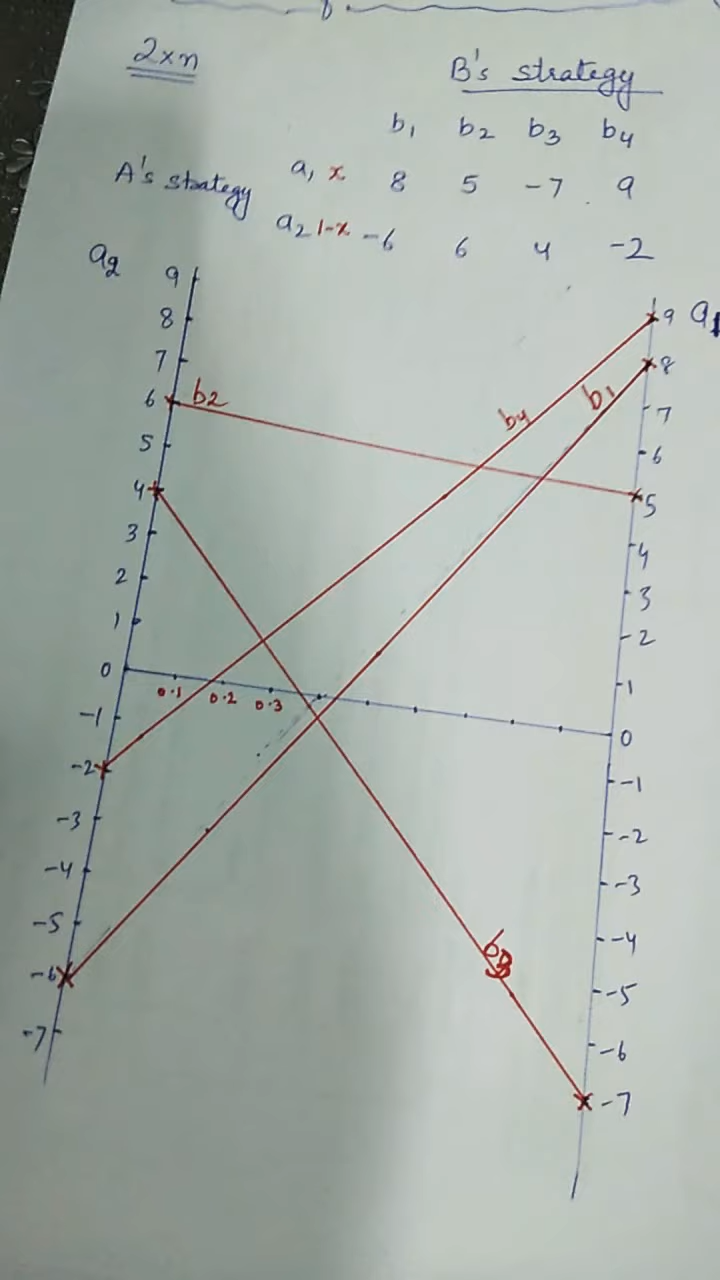 2×n
B's strategy
b1 b2 b3 b4
A's strategy a1 x 8 5 -7 9
a2 1-x -6 6 4 -2
a2 9
9 a1
8
8
7
7
6 b2
b4 b1
6
5
5
4
4
3
3
2
2
1
1
0
0.1 0.2 0.3
0
-1
-1
-2
-2
-3
-3
-4
-4
-5
b3
-5
-6
-6
-7
-7